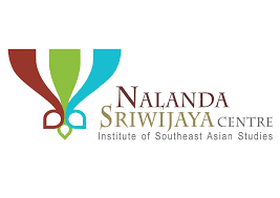 NALANDA
SRIWIJAYA CENTRE
Institute of Southeast Asian Studies